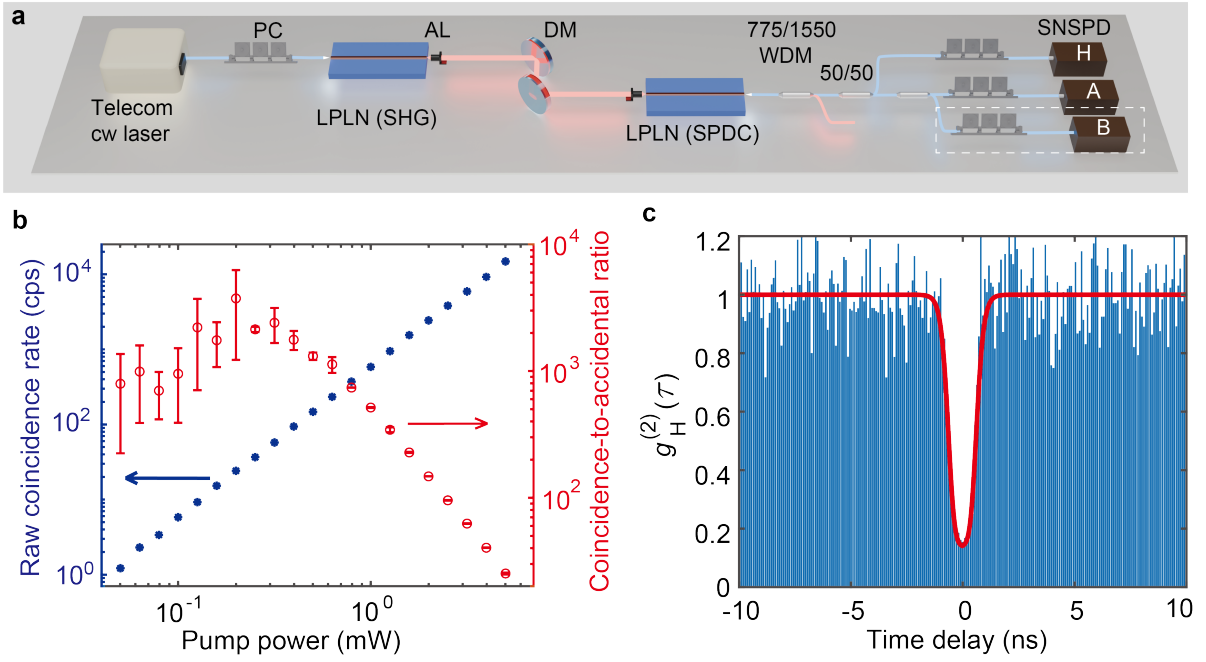 a
PC
AL
DM
775/1550
WDM
50/50
SNSPD
H
A
B
Telecom
cw laser
LPLN (SHG)
LPLN (SPDC)
b
Raw coincidence rate (cps)
10^4
10^2
10^0
10^-1
10^0
Pump power (mW)
10^4
10^3
10^2
Coincidence-to-accidental ratio
c
g_H^(2)(τ)
1.2
1
0.8
0.6
0.4
0.2
0
-10
-5
0
5
10
Time delay (ns)